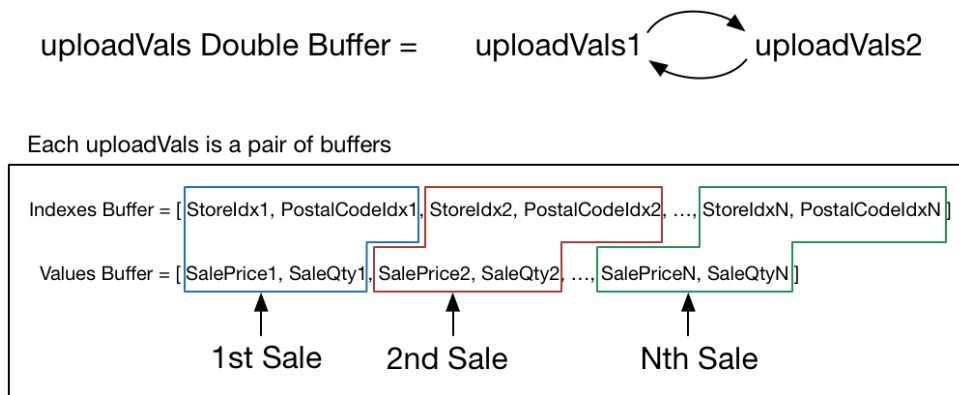 uploadVals Double Buffer = uploadVals1 uploadVals2
Each uploadVals is a pair of buffers
Indexes Buffer = [ StoreIdx1, PostalCodeIdx1, StoreIdx2, PostalCodeIdx2, ..., StoreIdxN, PostalCodeIdxN ]
Values Buffer = [ SalePrice1, SaleQty1, SalePrice2, SaleQty2, ..., SalePriceN, SaleQtyN ]
1st Sale 2nd Sale Nth Sale